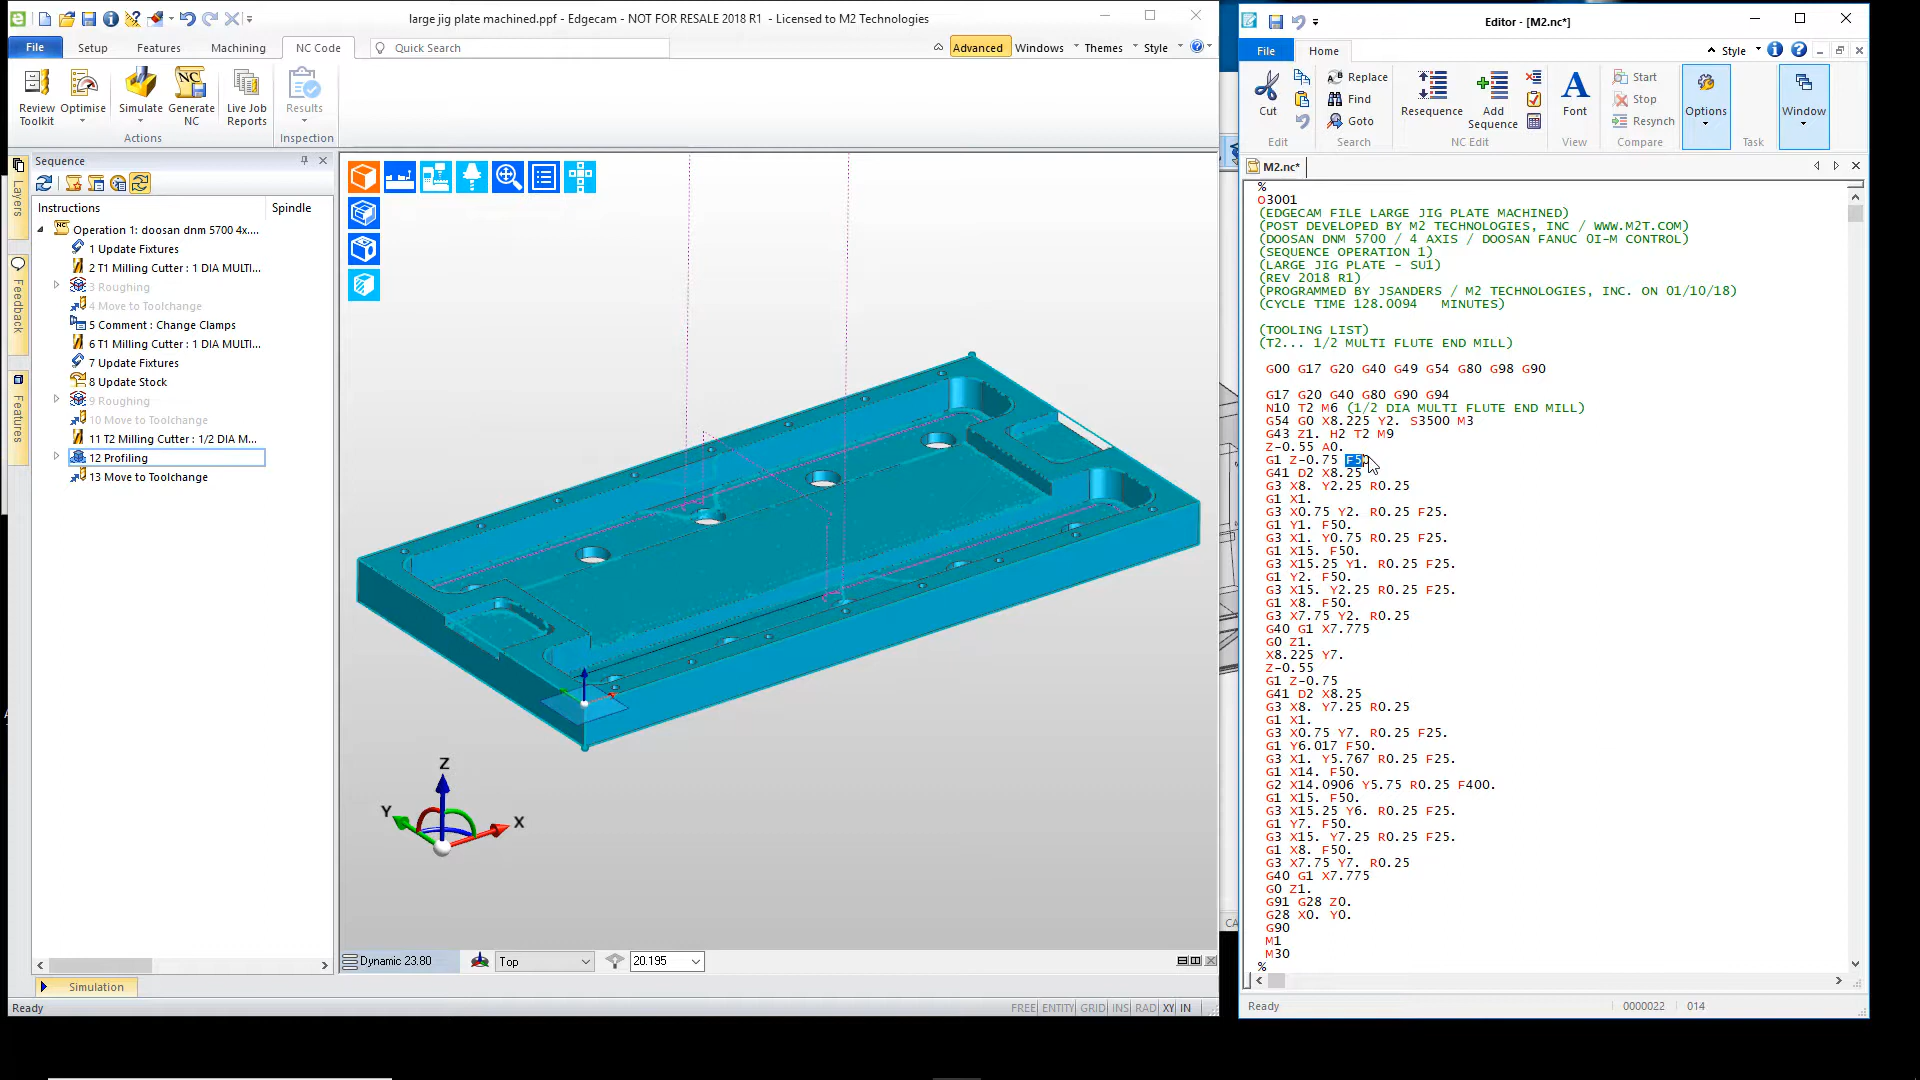 large jig plate machined.ppf - Edgecam - NOT FOR RESALE 2018 R1 - Licensed to M2 Technologies
File Setup Features Machining NC Code Quick Search Advanced Windows Themes Style
Review Toolkit
Optimise
Simulate
Generate NC
Live Job Reports
Results
Actions
Inspection
Sequence
Layers
Feedback
Features
Instructions Spindle
Operation 1: doosan dnm 5700 4x....
1 Update Fixtures
2 T1 Milling Cutter : 1 DIA MULTI...
3 Roughing
4 Move to Toolchange
5 Comment : Change Clamps
6 T1 Milling Cutter : 1 DIA MULTI...
7 Update Fixtures
8 Update Stock
9 Roughing
10 Move to Toolchange
11 T2 Milling Cutter : 1/2 DIA M...
12 Profiling
13 Move to Toolchange
Z
Y
X
Dynamic 23.80 Top 20.195
Simulation
Ready
FREE ENTITY GRID INS RAD XY IN
Editor - [M2.nc*]
File Home Style
Cut
Replace
Find
Goto
Resequence
Add Sequence
Font
Start
Stop
Resynch
Options
Window
Edit Search NC Edit View Compare Task
M2.nc*
%
O3001
(EDGECAM FILE LARGE JIG PLATE MACHINED)
(POST DEVELOPED BY M2 TECHNOLOGIES, INC / WWW.M2T.COM)
(DOOSAN DNM 5700 / 4 AXIS / DOOSAN FANUC OI-M CONTROL)
(SEQUENCE OPERATION 1)
(LARGE JIG PLATE - SU1)
(REV 2018 R1)
(PROGRAMMED BY JSANDERS / M2 TECHNOLOGIES, INC. ON 01/10/18)
(CYCLE TIME 128.0094 MINUTES)
(TOOLING LIST)
(T2... 1/2 MULTI FLUTE END MILL)
G00 G17 G20 G40 G49 G54 G80 G98 G90
G17 G20 G40 G80 G90 G94
N10 T2 M6 (1/2 DIA MULTI FLUTE END MILL)
G54 G0 X8.225 Y2. S3500 M3
G43 Z1. H2 T2 M9
Z-0.55 A0.
G1 Z-0.75 F5
G41 D2 X8.25
G3 X8. Y2.25 R0.25
G1 X1.
G3 X0.75 Y2. R0.25 F25.
G1 Y1. F50.
G3 X1. Y0.75 R0.25 F25.
G1 X15. F50.
G3 X15.25 Y1. R0.25 F25.
G1 Y2. F50.
G3 X15. Y2.25 R0.25 F25.
G1 X8. F50.
G3 X7.75 Y2. R0.25
G40 G1 X7.775
G0 Z1.
X8.225 Y7.
Z-0.55
G1 Z-0.75
G41 D2 X8.25
G3 X8. Y7.25 R0.25
G1 X1.
G3 X0.75 Y7. R0.25 F25.
G1 Y6.017 F50.
G3 X1. Y5.767 R0.25 F25.
G1 X14. F50.
G2 X14.0906 Y5.75 R0.25 F400.
G1 X15. F50.
G3 X15.25 Y6. R0.25 F25.
G1 Y7. F50.
G3 X15. Y7.25 R0.25 F25.
G1 X8. F50.
G3 X7.75 Y7. R0.25
G40 G1 X7.775
G0 Z1.
G91 G28 Z0.
G28 X0. Y0.
G90
M1
M30
%
Ready 0000022 014